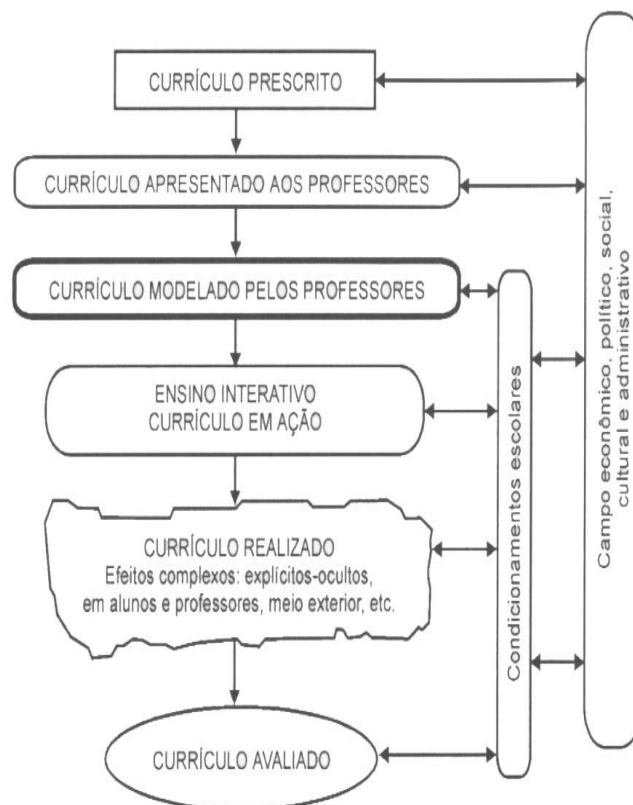 CURRÍCULO PRESCRITO
CURRÍCULO APRESENTADO AOS PROFESSORES
CURRÍCULO MODELADO PELOS PROFESSORES
ENSINO INTERATIVO
CURRÍCULO EM AÇÃO
CURRÍCULO REALIZADO
Efeitos complexos: explícitos-ocultos,
em alunos e professores, meio exterior, etc.
CURRÍCULO AVALIADO
Condicionamentos escolares
Campo econômico, político, social,
cultural e administrativo